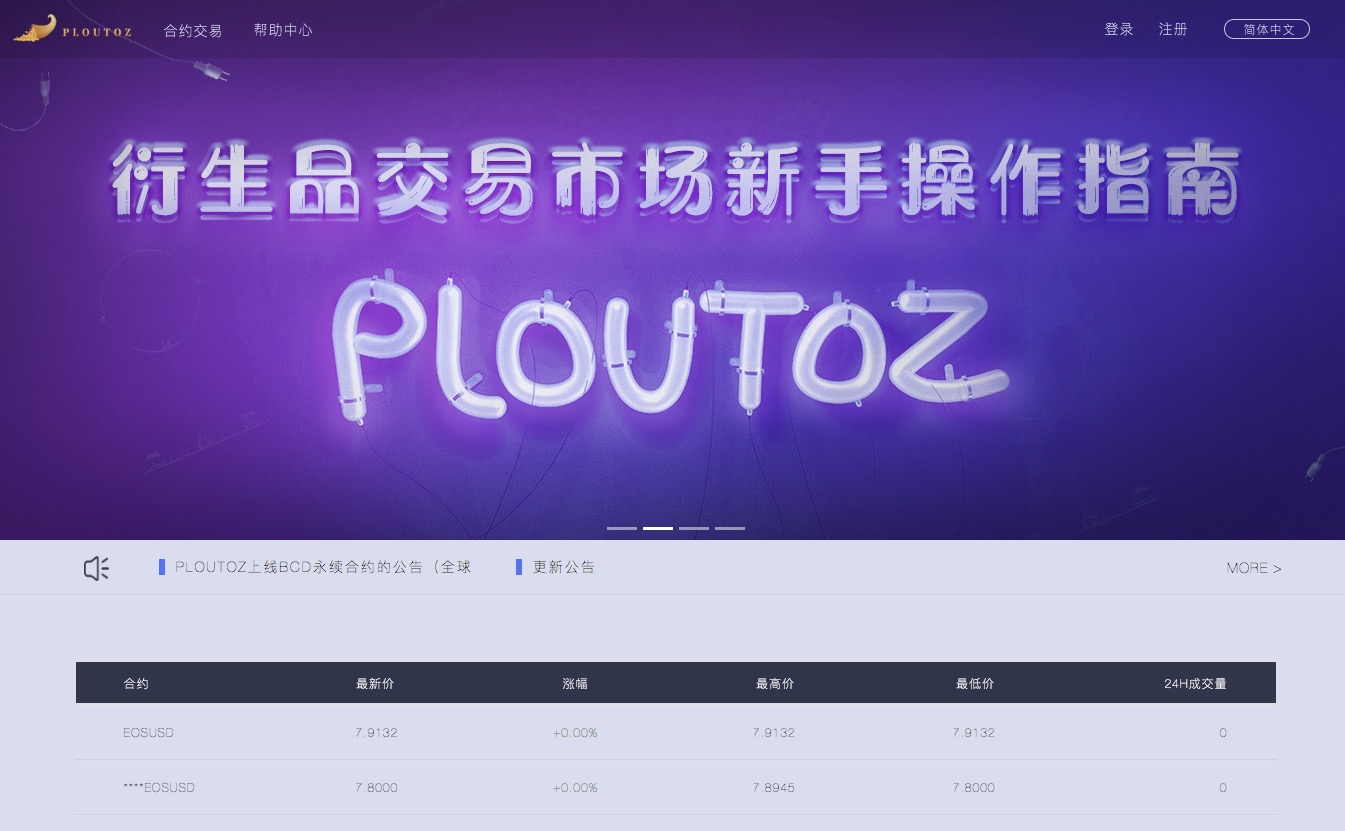 PLOUTOZ 合约交易 帮助中心 登录 注册 简体中文
衍生品交易市场新手操作指南
PLOUTOZ
PLOUTOZ上线BCD永续合约的公告（全球 更新公告 MORE >
合约 最新价 涨幅 最高价 最低价 24H成交量
EOSUSD 7.9132 +0.00% 7.9132 7.9132 0
****EOSUSD 7.8000 +0.00% 7.8945 7.8000 0